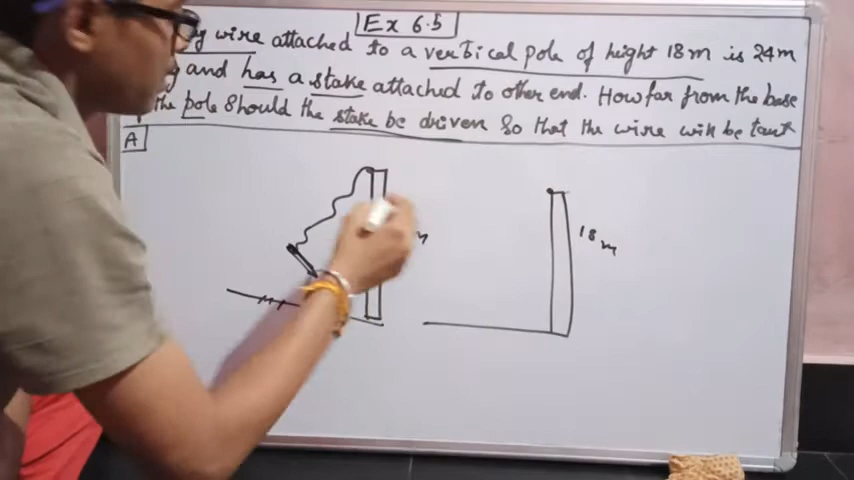 Ex 6.5
wire attached to a vertical pole of height 18m is 24m
and has a stake attached to other end. How far from the base
the pole should the stake be driven so that the wire will be taut
A
18 m